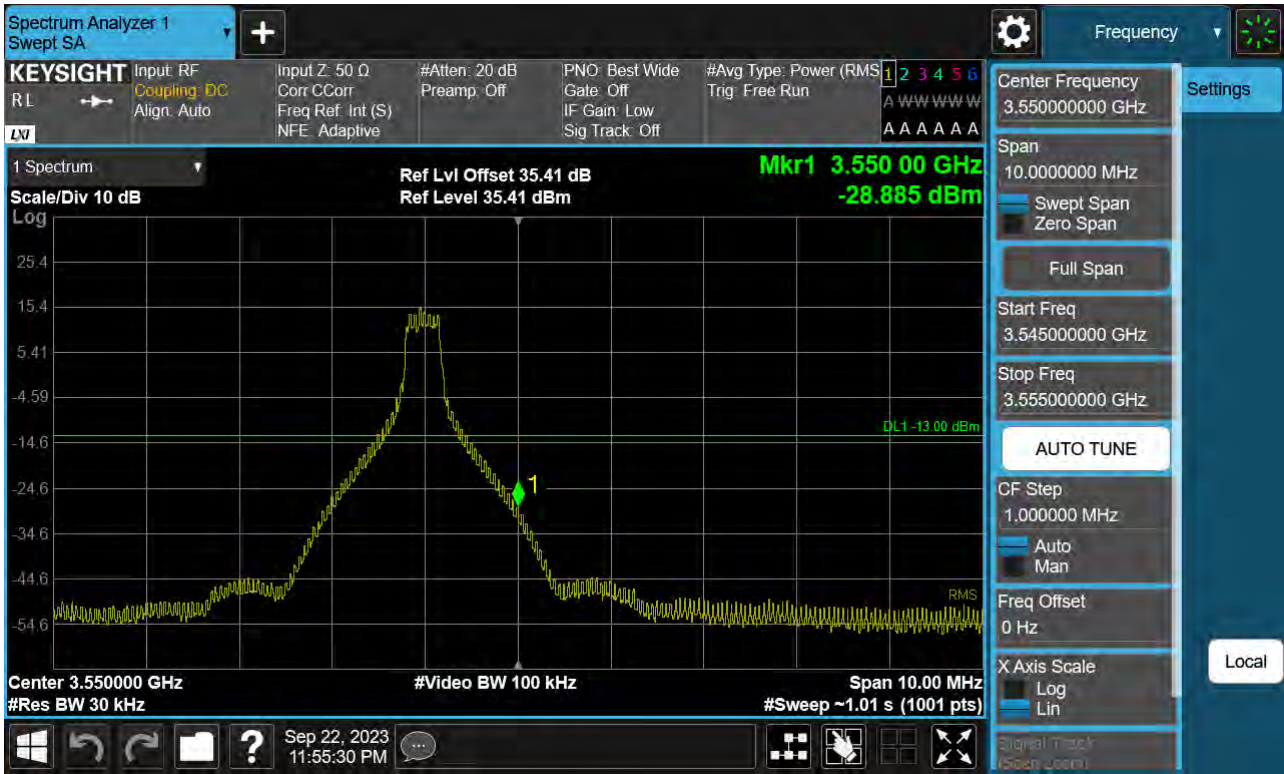 Spectrum Analyzer 1
Swept SA
+
Frequency
KEYSIGHT
RL
LXI
Input: RF
Coupling: DC
Align: Auto
Input Z: 50 Ω
Corr CCorr
Freq Ref: Int (S)
NFE: Adaptive
#Atten: 20 dB
Preamp: Off
PNO: Best Wide
Gate: Off
IF Gain: Low
Sig Track: Off
#Avg Type: Power (RMS
Trig: Free Run
1 2 3 4 5 6
A W W W W W
A A A A A A
1 Spectrum
Scale/Div 10 dB
Log
Ref Lvl Offset 35.41 dB
Ref Level 35.41 dBm
Mkr1 3.550 00 GHz
-28.885 dBm
25.4
15.4
5.41
-4.59
-14.6
-24.6
-34.6
-44.6
-54.6
DL1 -13.00 dBm
1
RMS
Center 3.550000 GHz
#Res BW 30 kHz
#Video BW 100 kHz
Span 10.00 MHz
#Sweep ~1.01 s (1001 pts)
Center Frequency
3.550000000 GHz
Span
10.0000000 MHz
Swept Span
Zero Span
Full Span
Start Freq
3.545000000 GHz
Stop Freq
3.555000000 GHz
AUTO TUNE
CF Step
1.000000 MHz
Auto
Man
Freq Offset
0 Hz
X Axis Scale
Log
Lin
Signal Track
(Span Zoom)
Settings
Local
?
Sep 22, 2023
11:55:30 PM